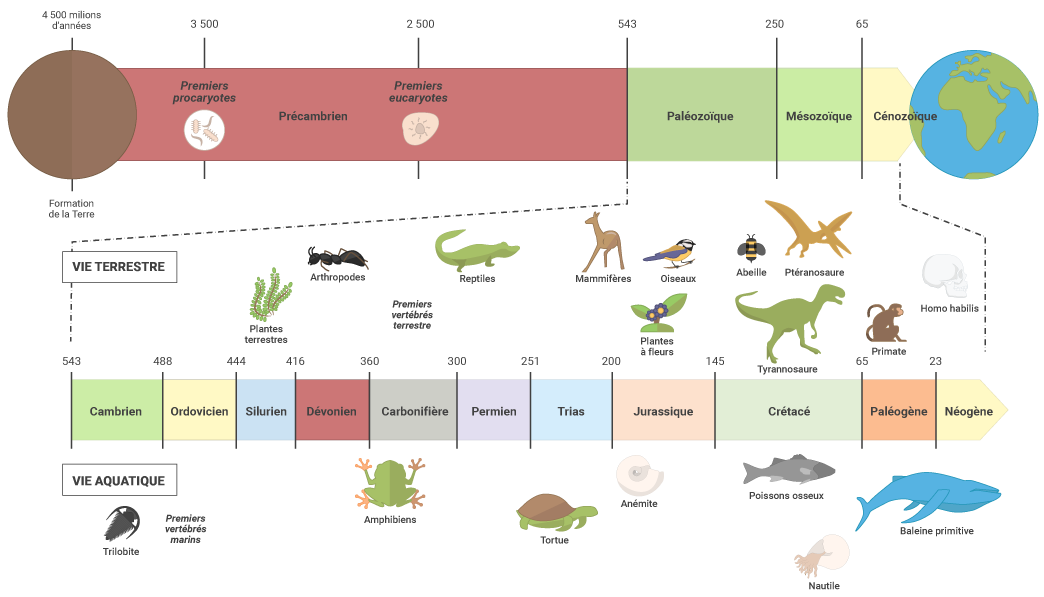 4 500 milions
d'années
3 500
2 500
543
250
65
Premiers
procaryotes
Précambrien
Premiers
eucaryotes
Paléozoïque
Mésozoïque
Cénozoïque
Formation
de la Terre
VIE TERRESTRE
Plantes
terrestres
Arthropodes
Premiers
vertébrés
terrestre
Reptiles
Mammifères
Oiseaux
Plantes
à fleurs
Abeille
Ptéranosaure
Tyrannosaure
Primate
Homo habilis
543
488
444
416
360
300
251
200
145
65
23
Cambrien
Ordovicien
Silurien
Dévonien
Carbonifière
Permien
Trias
Jurassique
Crétacé
Paléogène
Néogène
VIE AQUATIQUE
Trilobite
Premiers
vertébrés
marins
Amphibiens
Tortue
Anémite
Poissons osseux
Nautile
Baleine primitive